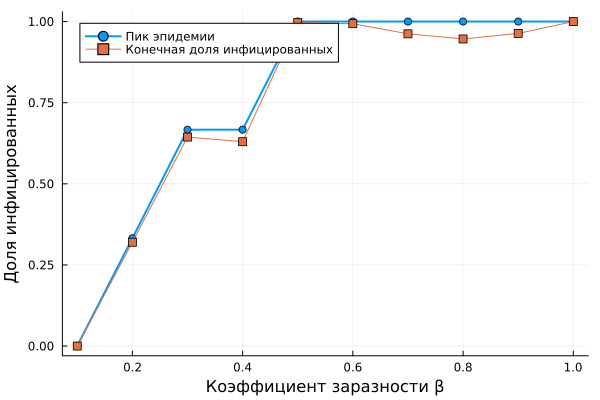 1.00
0.75
0.50
0.25
0.00
Доля инфицированных
Пик эпидемии
Конечная доля инфицированных
0.2 0.4 0.6 0.8 1.0
Коэффициент заразности β